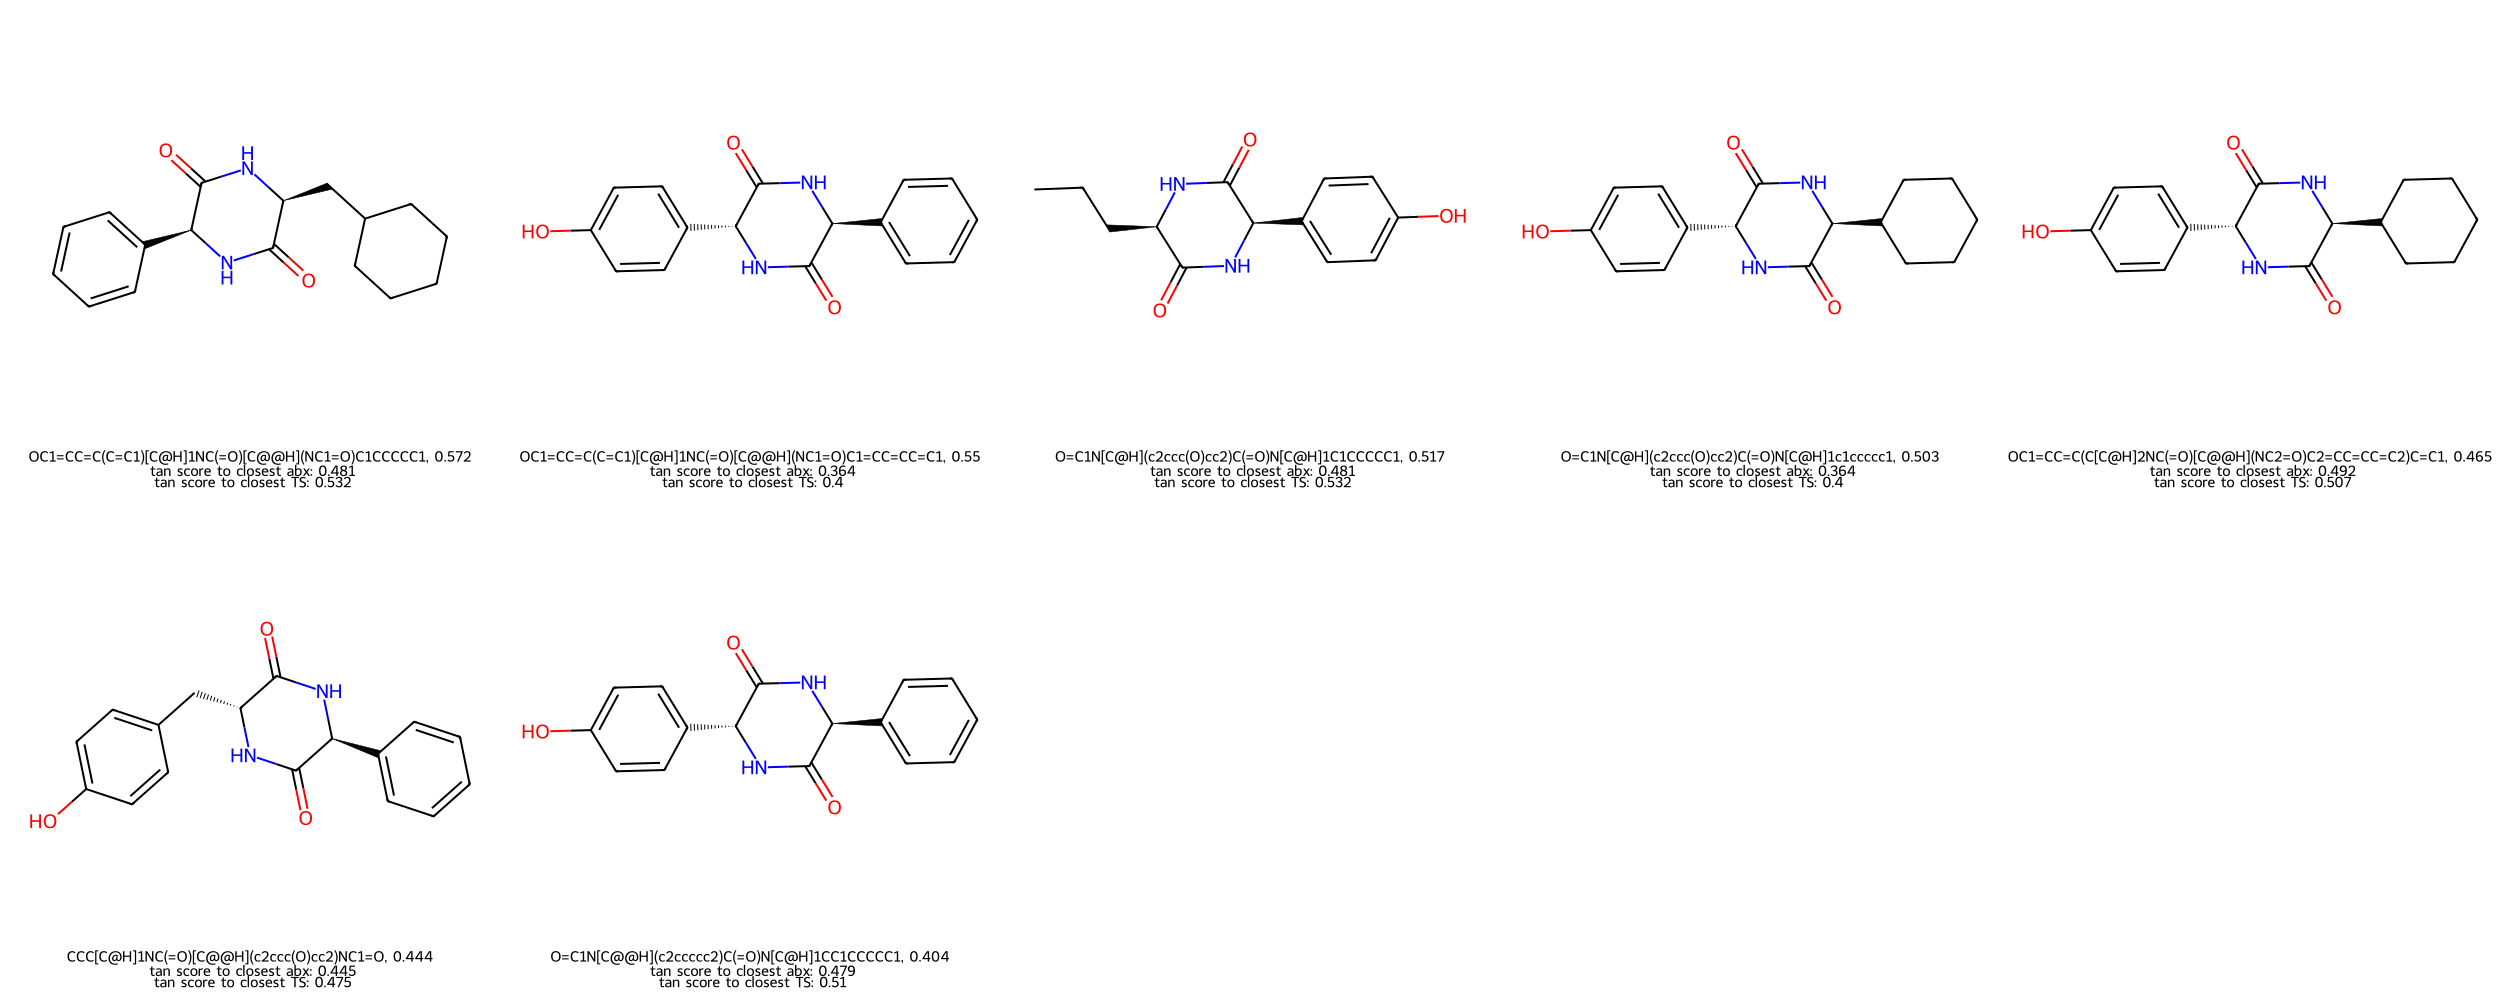 O
H
N
N
H
O
OC1=CC=C(C=C1)[C@H]1NC(=O)[C@@H](NC1=O)C1CCCCC1, 0.572
tan score to closest abx: 0.481
tan score to closest TS: 0.532
O
NH
HO
HN
O
OC1=CC=C(C=C1)[C@H]1NC(=O)[C@@H](NC1=O)C1=CC=CC=C1, 0.55
tan score to closest abx: 0.364
tan score to closest TS: 0.4
O
HN
OH
NH
O
O=C1N[C@H](c2ccc(O)cc2)C(=O)N[C@H]1C1CCCCC1, 0.517
tan score to closest abx: 0.481
tan score to closest TS: 0.532
O
NH
HO
HN
O
O=C1N[C@H](c2ccc(O)cc2)C(=O)N[C@H]1c1ccccc1, 0.503
tan score to closest abx: 0.364
tan score to closest TS: 0.4
O
NH
HO
HN
O
OC1=CC=C(C[C@H]2NC(=O)[C@@H](NC2=O)C2=CC=CC=C2)C=C1, 0.465
tan score to closest abx: 0.492
tan score to closest TS: 0.507
O
NH
HN
O
HO
CCC[C@H]1NC(=O)[C@@H](c2ccc(O)cc2)NC1=O, 0.444
tan score to closest abx: 0.445
tan score to closest TS: 0.475
O
NH
HO
HN
O
O=C1N[C@@H](c2ccccc2)C(=O)N[C@H]1CC1CCCCC1, 0.404
tan score to closest abx: 0.479
tan score to closest TS: 0.51